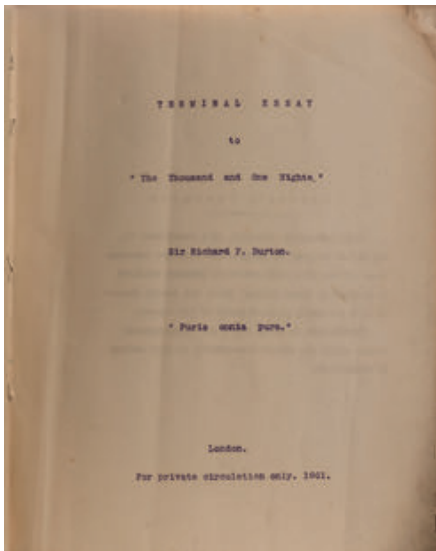 TERMINAL ESSAY
to
" The Thousand and One Nights."
Sir Richard F. Burton.
" Puris omnia pura."
London.
For private circulation only. 1901.